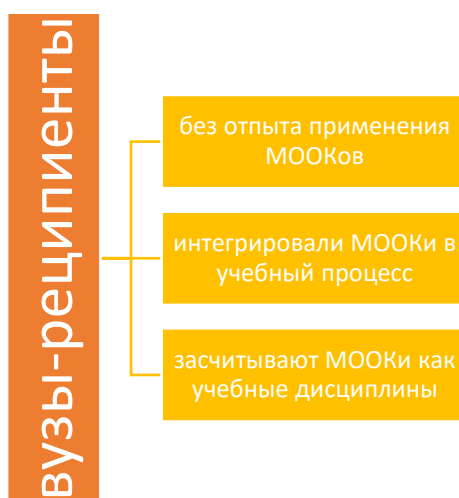 вузы-реципиенты
без отпыта применения
МООКов
интегрировали МООКи в
учебный процесс
засчитывают МООКи как
учебные дисциплины